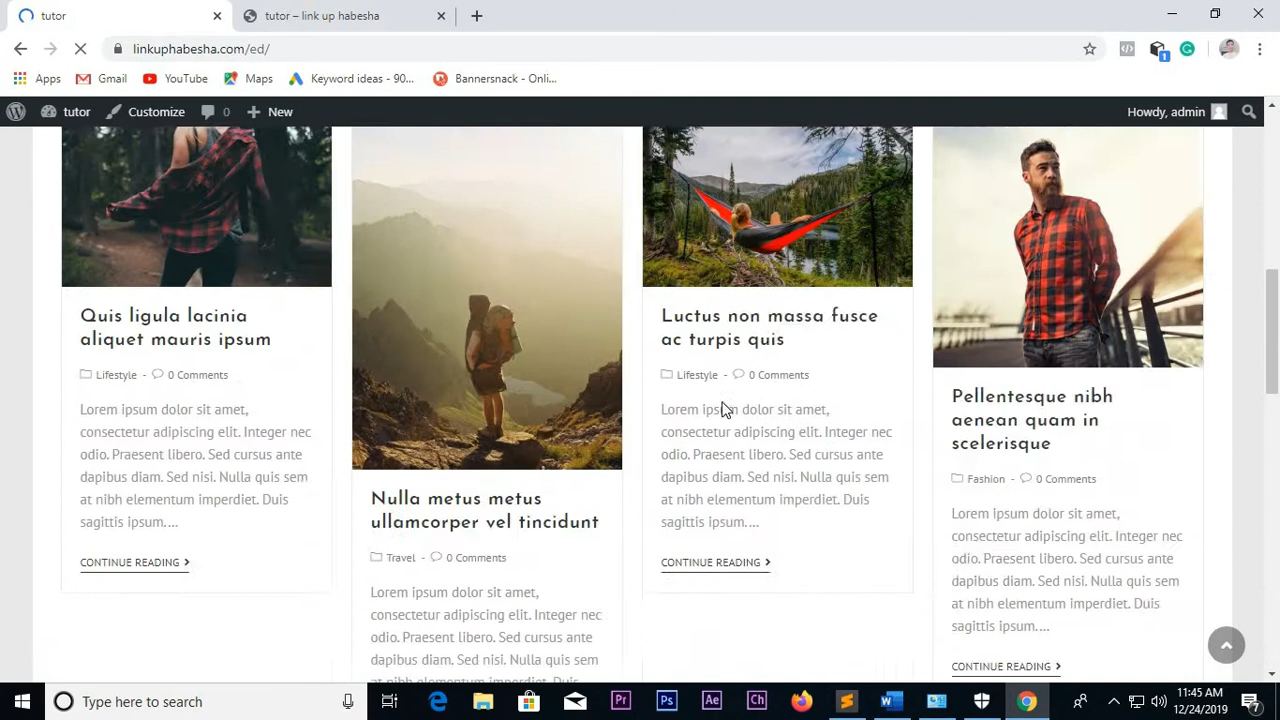 tutor
tutor – link up habesha
linkuphabesha.com/ed/
1
Apps
Gmail
YouTube
Maps
Keyword ideas - 90...
Bannersnack - Onli...
tutor
Customize
0
New
Howdy, admin
Quis ligula lacinia
aliquet mauris ipsum
Lifestyle - 0 Comments
Lorem ipsum dolor sit amet,
consectetur adipiscing elit. Integer nec
odio. Praesent libero. Sed cursus ante
dapibus diam. Sed nisi. Nulla quis sem
at nibh elementum imperdiet. Duis
sagittis ipsum.…
CONTINUE READING
Nulla metus metus
ullamcorper vel tincidunt
Travel - 0 Comments
Lorem ipsum dolor sit amet,
consectetur adipiscing elit. Integer nec
odio. Praesent libero. Sed cursus ante
dapibus diam. Sed nisi. Nulla quis sem
Luctus non massa fusce
ac turpis quis
Lifestyle - 0 Comments
Lorem ipsum dolor sit amet,
consectetur adipiscing elit. Integer nec
odio. Praesent libero. Sed cursus ante
dapibus diam. Sed nisi. Nulla quis sem
at nibh elementum imperdiet. Duis
sagittis ipsum.…
CONTINUE READING
Pellentesque nibh
aenean quam in
scelerisque
Fashion - 0 Comments
Lorem ipsum dolor sit amet,
consectetur adipiscing elit. Integer nec
odio. Praesent libero. Sed cursus ante
dapibus diam. Sed nisi. Nulla quis sem
at nibh elementum imperdiet. Duis
sagittis ipsum.…
CONTINUE READING
Type here to search
Pr
Ps
Ae
Ch
11:45 AM
12/24/2019
7